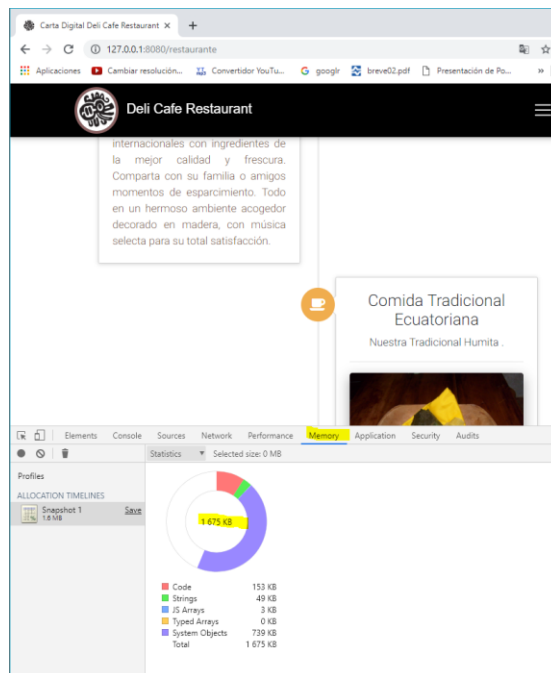 Carta Digital Deli Cafe Restaurant
127.0.0.1:8080/restaurante
Aplicaciones Cambiar resolución... Convertidor YouTu... googlr breve02.pdf Presentación de Po... »
Deli Cafe Restaurant
internacionales con ingredientes de
la mejor calidad y frescura.
Comparta con su familia o amigos
momentos de esparcimiento. Todo
en un hermoso ambiente acogedor
decorado en madera, con música
selecta para su total satisfacción.
Comida Tradicional
Ecuatoriana
Nuestra Tradicional Humita .
Elements Console Sources Network Performance Memory Application Security Audits
Statistics Selected size: 0 MB
Profiles
ALLOCATION TIMELINES
Snapshot 1 Save
1.6 MB
1 675 KB
Code 153 KB
Strings 49 KB
JS Arrays 3 KB
Typed Arrays 0 KB
System Objects 739 KB
Total 1 675 KB